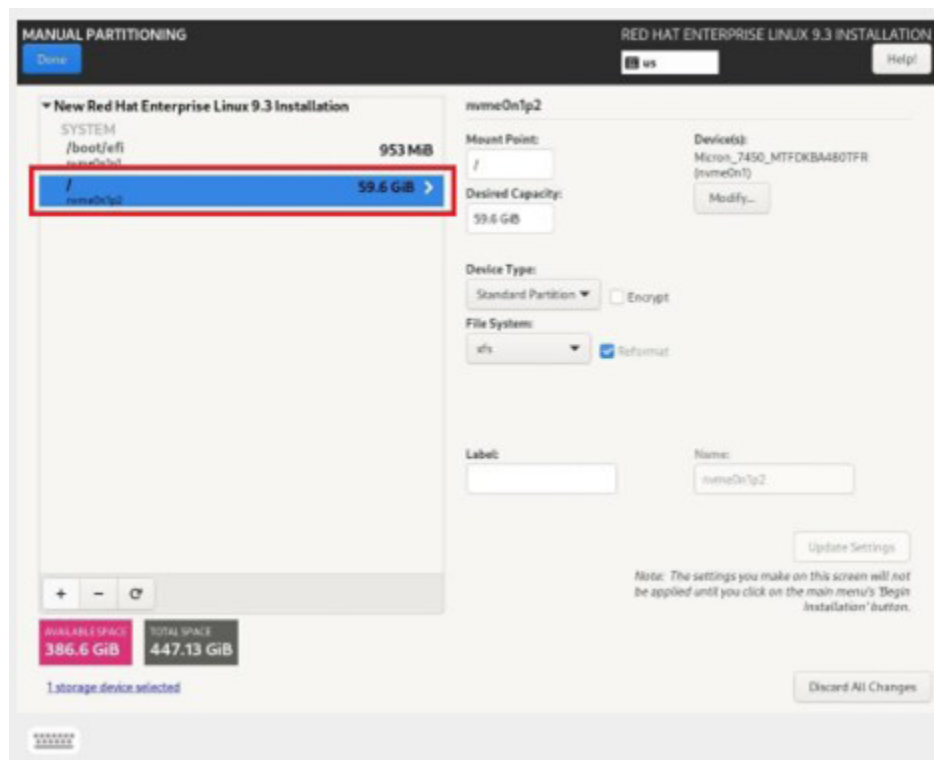 MANUAL PARTITIONING
RED HAT ENTERPRISE LINUX 9.3 INSTALLATION
Done
us
Help!
New Red Hat Enterprise Linux 9.3 Installation
SYSTEM
/boot/efi
953 MiB
nvme0n1p1
/
59.6 GiB
nvme0n1p2
nvme0n1p2
Mount Point:
/
Device(s):
Micron_7450_MTFDKBA480TFR
(nvme0n1)
Modify...
Desired Capacity:
59.6 GiB
Device Type:
Standard Partition
Encrypt
File System:
xfs
Reformat
Label:
Name:
nvme0n1p2
Update Settings
Note: The settings you make on this screen will not
be applied until you click on the main menu's 'Begin
Installation' button.
+ -
AVAILABLE SPACE
386.6 GiB
TOTAL SPACE
447.13 GiB
1 storage device selected
Discard All Changes